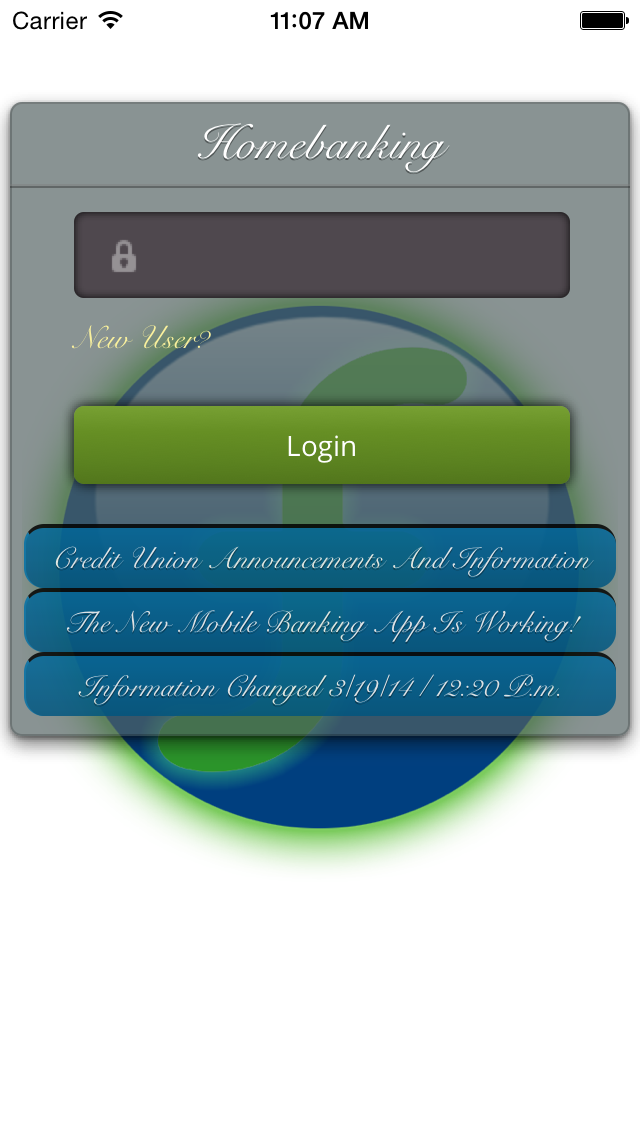 Carrier 11:07 AM
Homebanking
New User?
Login
Credit Union Announcements And Information
The New Mobile Banking App Is Working!
Information Changed 3/19/14 / 12:20 P.m.